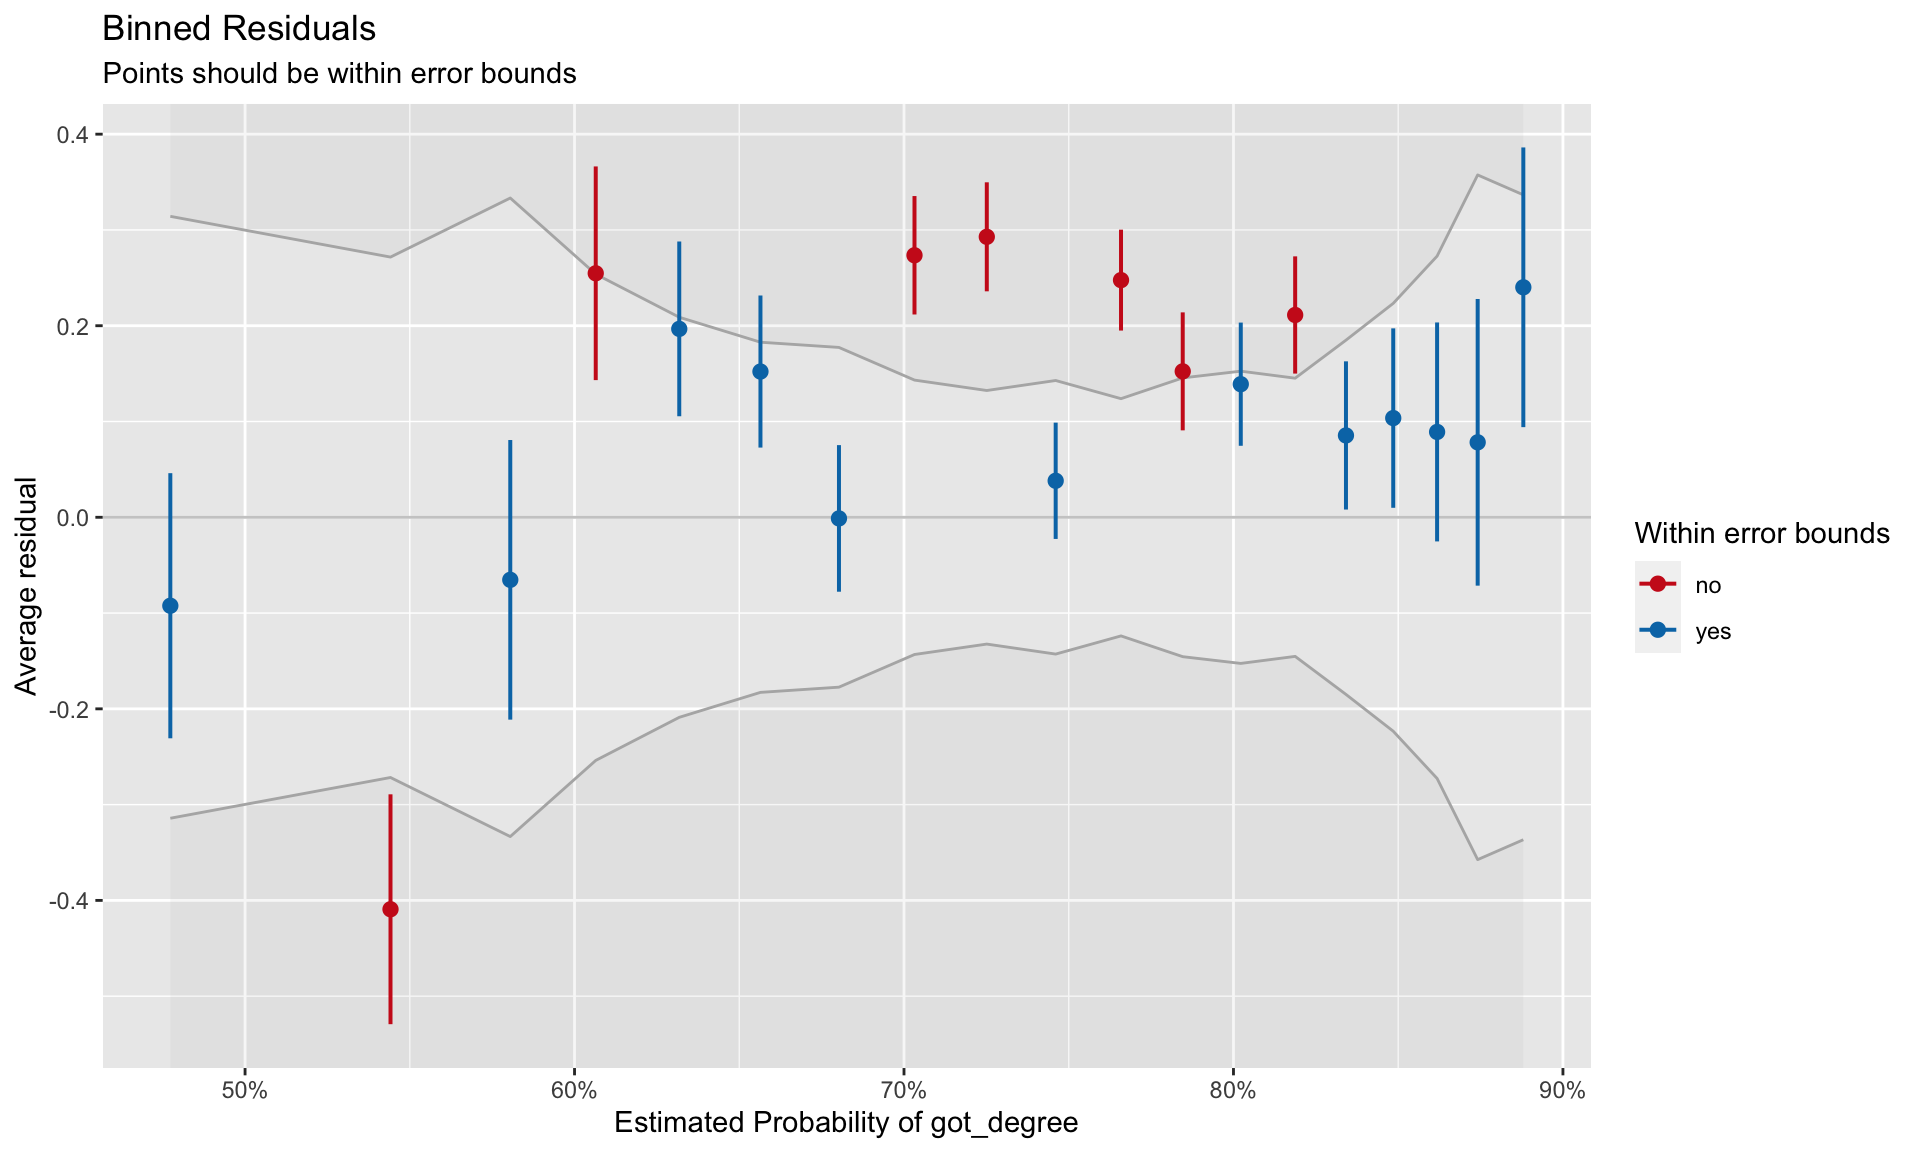 Binned Residuals
Points should be within error bounds
Average residual
0.4
0.2
0.0
-0.2
-0.4
50%
60%
70%
80%
90%
Estimated Probability of got_degree
Within error bounds
no
yes